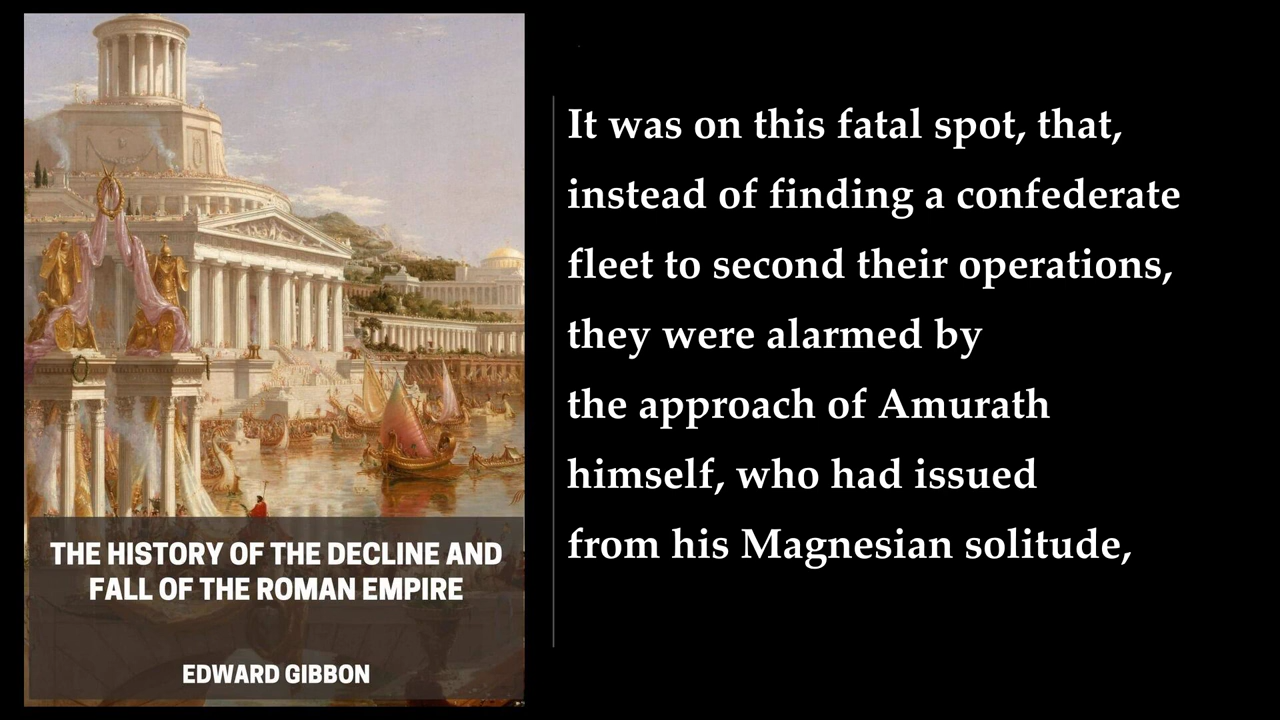 THE HISTORY OF THE DECLINE AND
FALL OF THE ROMAN EMPIRE
EDWARD GIBBON
It was on this fatal spot, that,
instead of finding a confederate
fleet to second their operations,
they were alarmed by
the approach of Amurath
himself, who had issued
from his Magnesian solitude,